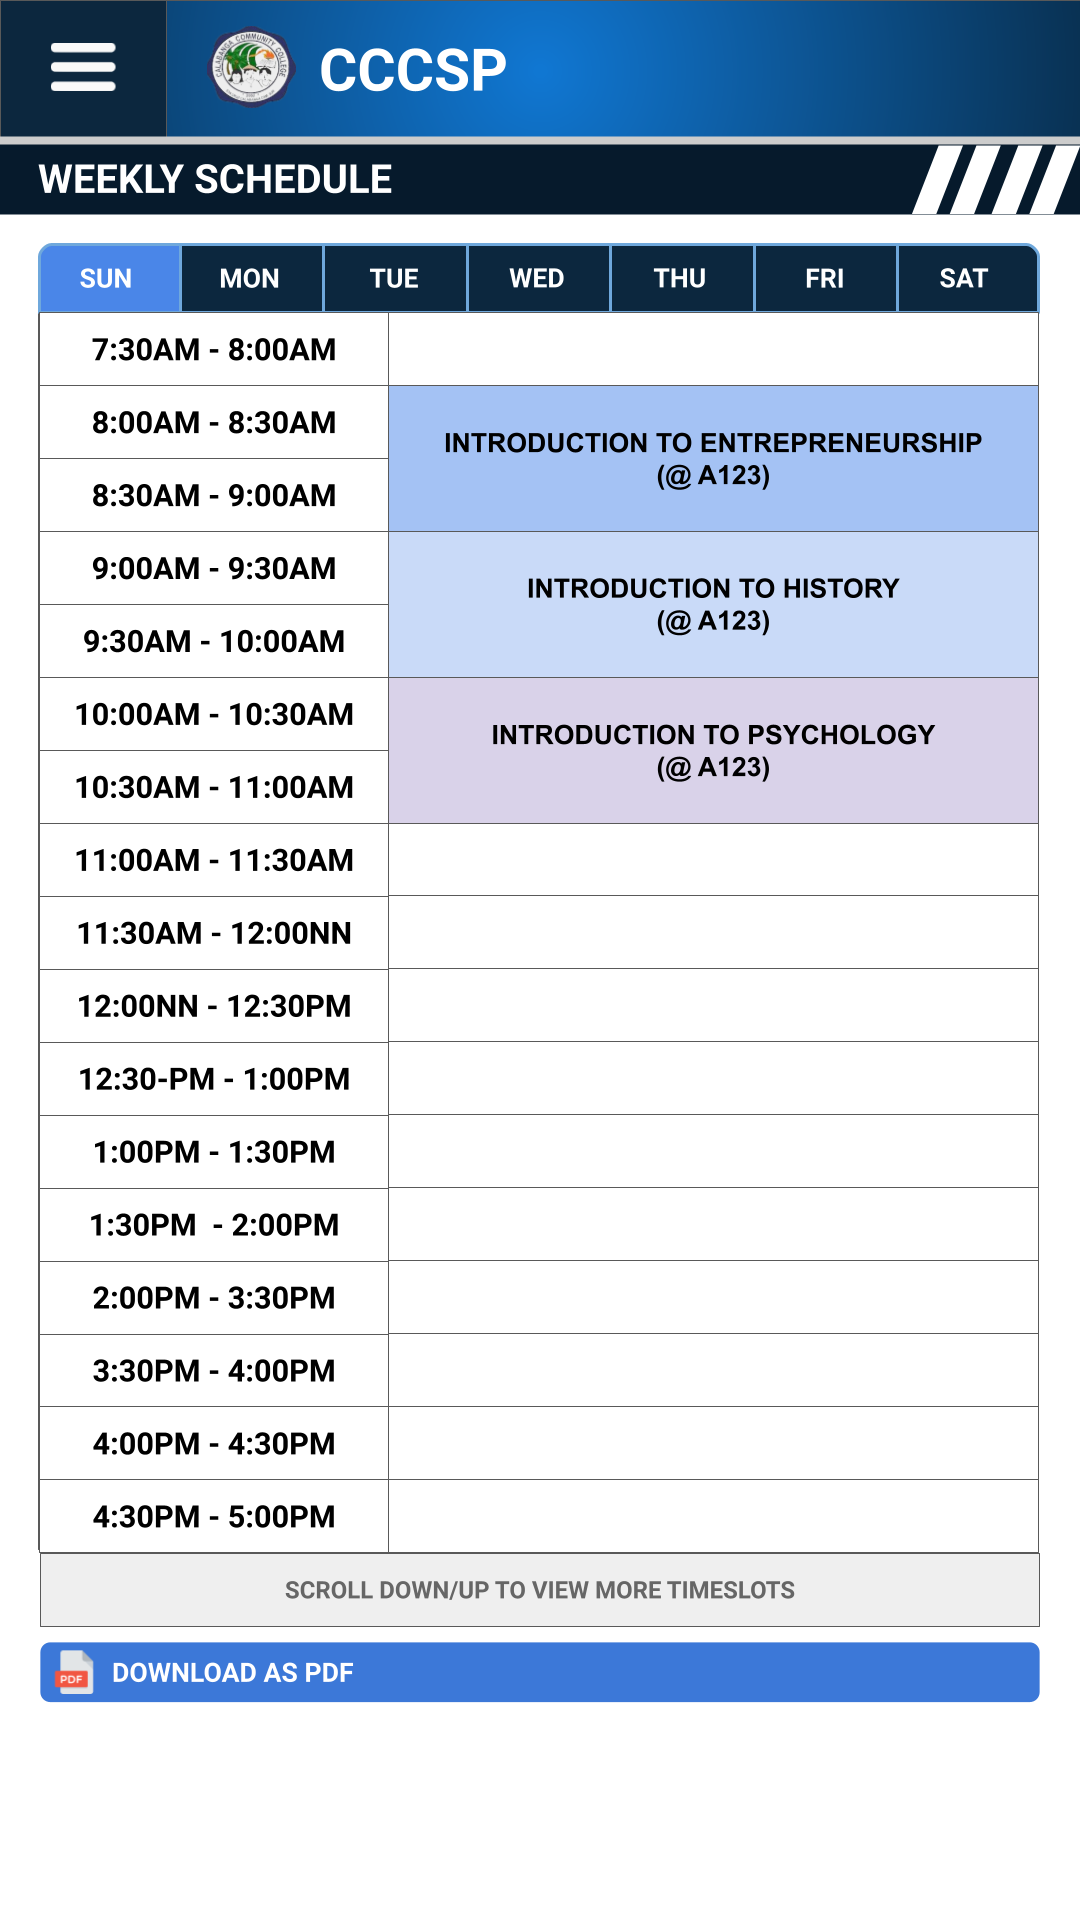 CALABANGA COMMUNITY COLLEGE
CCCSP
WEEKLY SCHEDULE
SUN MON TUE WED THU FRI SAT
7:30AM - 8:00AM
8:00AM - 8:30AM
INTRODUCTION TO ENTREPRENEURSHIP
(@ A123)
8:30AM - 9:00AM
9:00AM - 9:30AM
INTRODUCTION TO HISTORY
(@ A123)
9:30AM - 10:00AM
10:00AM - 10:30AM
INTRODUCTION TO PSYCHOLOGY
(@ A123)
10:30AM - 11:00AM
11:00AM - 11:30AM
11:30AM - 12:00NN
12:00NN - 12:30PM
12:30-PM - 1:00PM
1:00PM - 1:30PM
1:30PM  - 2:00PM
2:00PM - 3:30PM
3:30PM - 4:00PM
4:00PM - 4:30PM
4:30PM - 5:00PM
SCROLL DOWN/UP TO VIEW MORE TIMESLOTS
PDF DOWNLOAD AS PDF